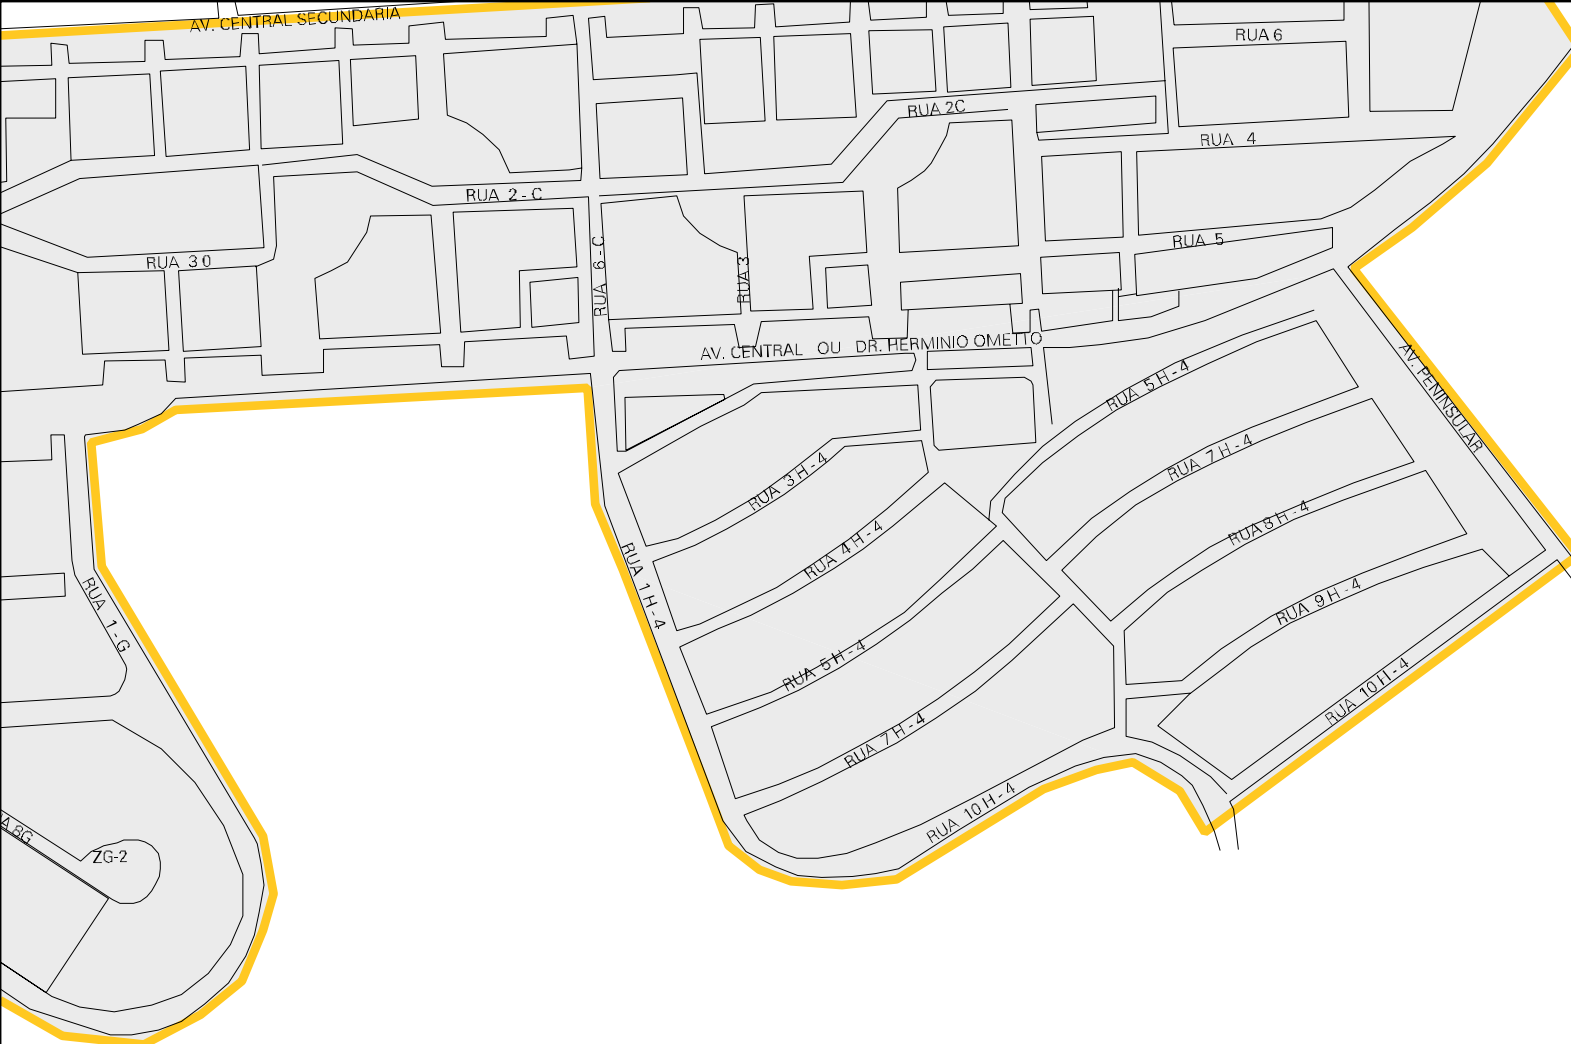 AV. CENTRAL SECUNDARIA
RUA 6
RUA 2C
RUA 4
RUA 2 - C
RUA 5
RUA 30
RUA 6 - C
RUA 3
AV. CENTRAL OU DR. HERMINIO OMETTO
AV. PENINSULAR
RUA 5 H - 4
RUA 7 H - 4
RUA 3 H - 4
RUA 8 H - 4
RUA 4 H - 4
RUA 1 H - 4
RUA 9 H - 4
RUA 1 - G
RUA 5 H - 4
RUA 10 H - 4
RUA 7 H - 4
RUA 10 H - 4
A 8G
ZG-2